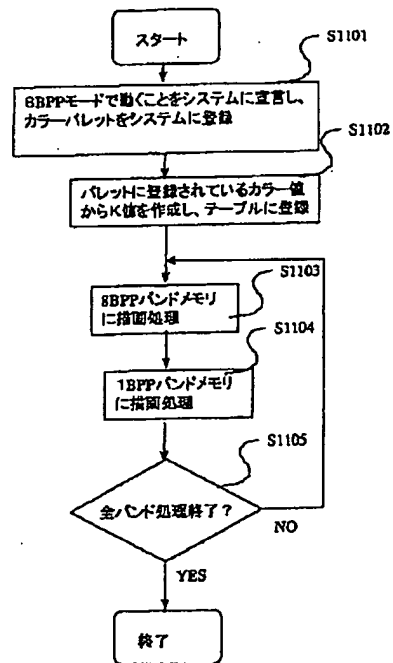 スタート
S1101
8BPPモードで動くことをシステムに宣言し、
カラーパレットをシステムに登録
S1102
パレットに登録されているカラー値
からK値を作成し、テーブルに登録
S1103
8BPPバンドメモリ
に描画処理
S1104
1BPPバンドメモリ
に描画処理
S1105
全バンド処理終了？
NO
YES
終了